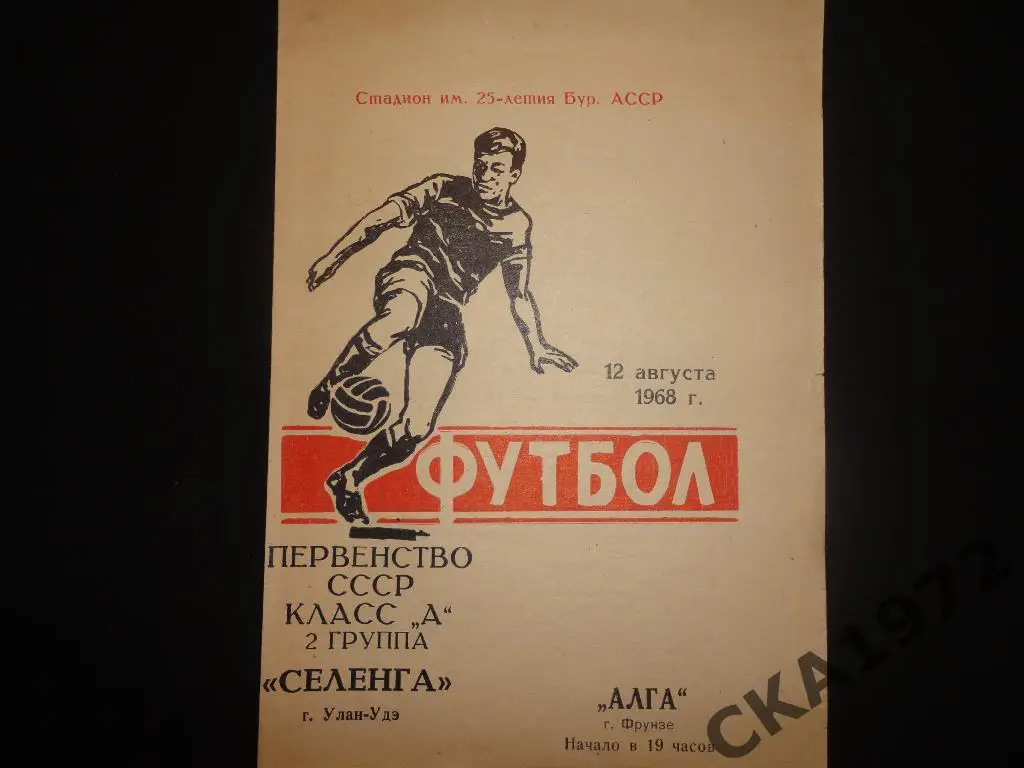 Стадион им. 25-летия Бур. АССР
12 августа
1968 г.
ФУТБОЛ
ПЕРВЕНСТВО
СССР
КЛАСС „А“
2 ГРУППА
«СЕЛЕНГА»
г. Улан-Удэ
„АЛГА“
г. Фрунзе
Начало в 19 часов
СКА1972